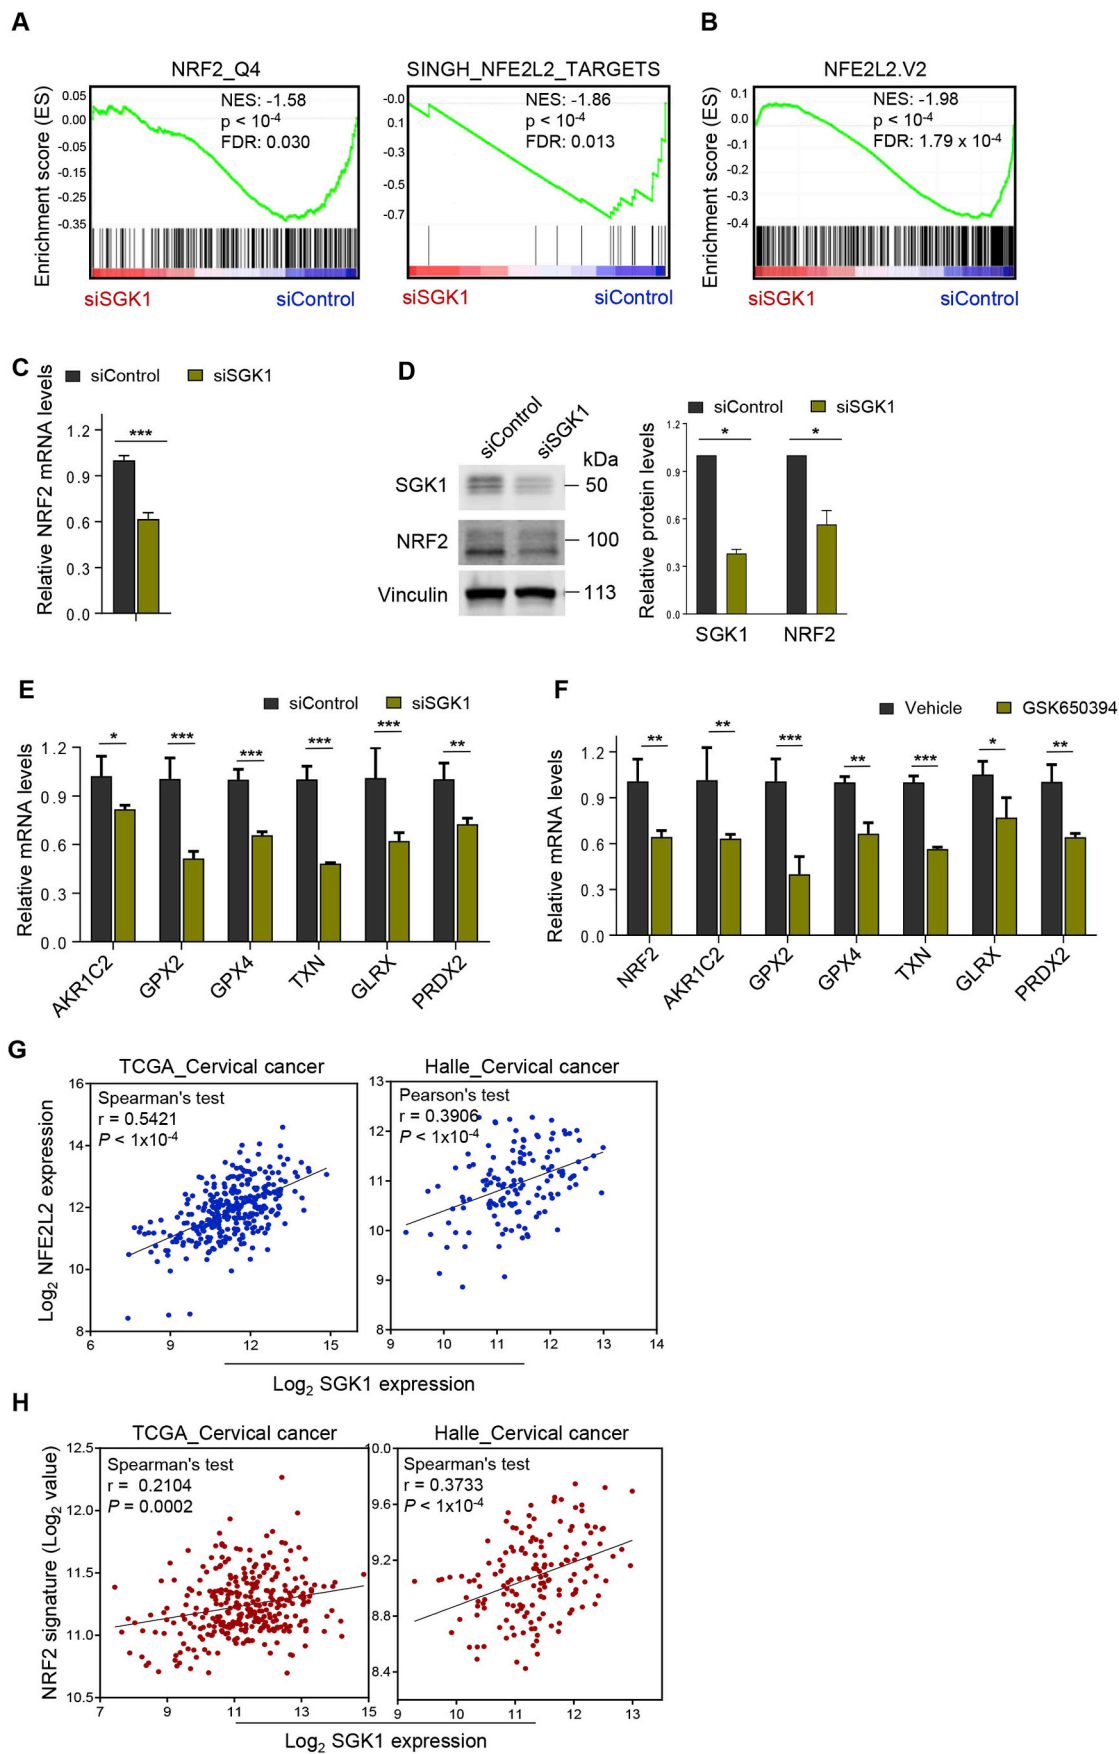 A
B
NRF2_Q4
SINGH_NFE2L2_TARGETS
NFE2L2.V2
Enrichment score (ES)
0.05
0.00
-0.05
-0.15
-0.25
-0.35
NES: -1.58
p < 10-4
FDR: 0.030
siSGK1
siControl
-0.0
0.1
-0.3
-0.5
-0.7
NES: -1.86
p < 10-4
FDR: 0.013
siSGK1
siControl
Enrichment score (ES)
0.1
0.0
-0.1
-0.2
-0.3
-0.4
NES: -1.98
p < 10-4
FDR: 1.79 x 10-4
siSGK1
siControl
C
siControl
siSGK1
Relative NRF2 mRNA levels
1.2
0.9
0.6
0.3
0.0
***
D
siControl
siSGK1
kDa
SGK1
50
NRF2
100
Vinculin
113
siControl
siSGK1
Relative protein levels
1.2
0.9
0.6
0.3
0.0
*
*
SGK1
NRF2
E
siControl
siSGK1
Relative mRNA levels
1.2
0.9
0.6
0.3
0.0
*
***
***
***
***
**
AKR1C2
GPX2
GPX4
TXN
GLRX
PRDX2
F
Vehicle
GSK650394
Relative mRNA levels
1.2
0.9
0.6
0.3
0.0
**
**
***
**
***
*
**
NRF2
AKR1C2
GPX2
GPX4
TXN
GLRX
PRDX2
G
TCGA_Cervical cancer
Halle_Cervical cancer
Log2 NFE2L2 expression
16
14
12
10
8
Spearman's test
r = 0.5421
P < 1x10-4
6
9
12
15
13
12
11
10
9
8
Pearson's test
r = 0.3906
P < 1x10-4
9
10
11
12
13
14
Log2 SGK1 expression
H
TCGA_Cervical cancer
Halle_Cervical cancer
NRF2 signature (Log2 value)
12.5
12.0
11.5
11.0
10.5
Spearman's test
r = 0.2104
P = 0.0002
7
9
11
13
15
10.0
9.6
9.2
8.8
8.4
Spearman's test
r = 0.3733
P < 1x10-4
9
10
11
12
13
Log2 SGK1 expression